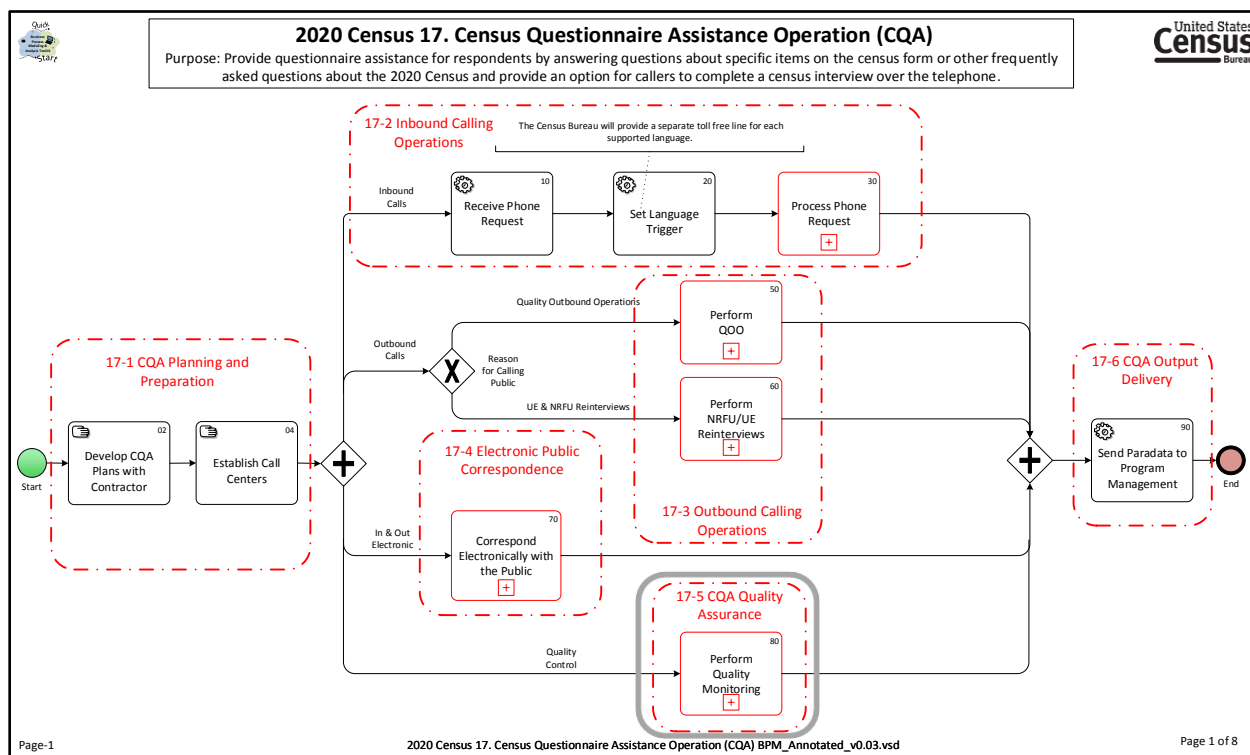 Quick
Business
Process
Modeling &
Analysis Toolkit
Start
2020 Census 17. Census Questionnaire Assistance Operation (CQA)
Purpose: Provide questionnaire assistance for respondents by answering questions about specific items on the census form or other frequently
asked questions about the 2020 Census and provide an option for callers to complete a census interview over the telephone.
United States
Census
Bureau
17-2 Inbound Calling
Operations
The Census Bureau will provide a separate toll free line for each
supported language.
Inbound
Calls
10
Receive Phone
Request
20
Set Language
Trigger
30
Process Phone
Request
Quality Outbound Operations
50
Perform
QOO
Outbound
Calls
X
Reason
for Calling
Public
UE & NRFU Reinterviews
60
Perform
NRFU/UE
Reinterviews
17-3 Outbound Calling
Operations
17-1 CQA Planning and
Preparation
Start
02
Develop CQA
Plans with
Contractor
04
Establish Call
Centers
17-4 Electronic Public
Correspondence
In & Out
Electronic
70
Correspond
Electronically with
the Public
17-5 CQA Quality
Assurance
Quality
Control
80
Perform
Quality
Monitoring
17-6 CQA Output
Delivery
90
Send Paradata to
Program
Management
End
Page-1
2020 Census 17. Census Questionnaire Assistance Operation (CQA) BPM_Annotated_v0.03.vsd
Page 1 of 8